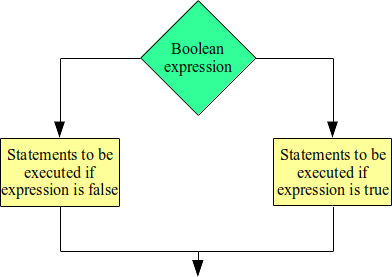 Boolean
expression
Statements to be
executed if
expression is false
Statements to be
executed if
expression is true